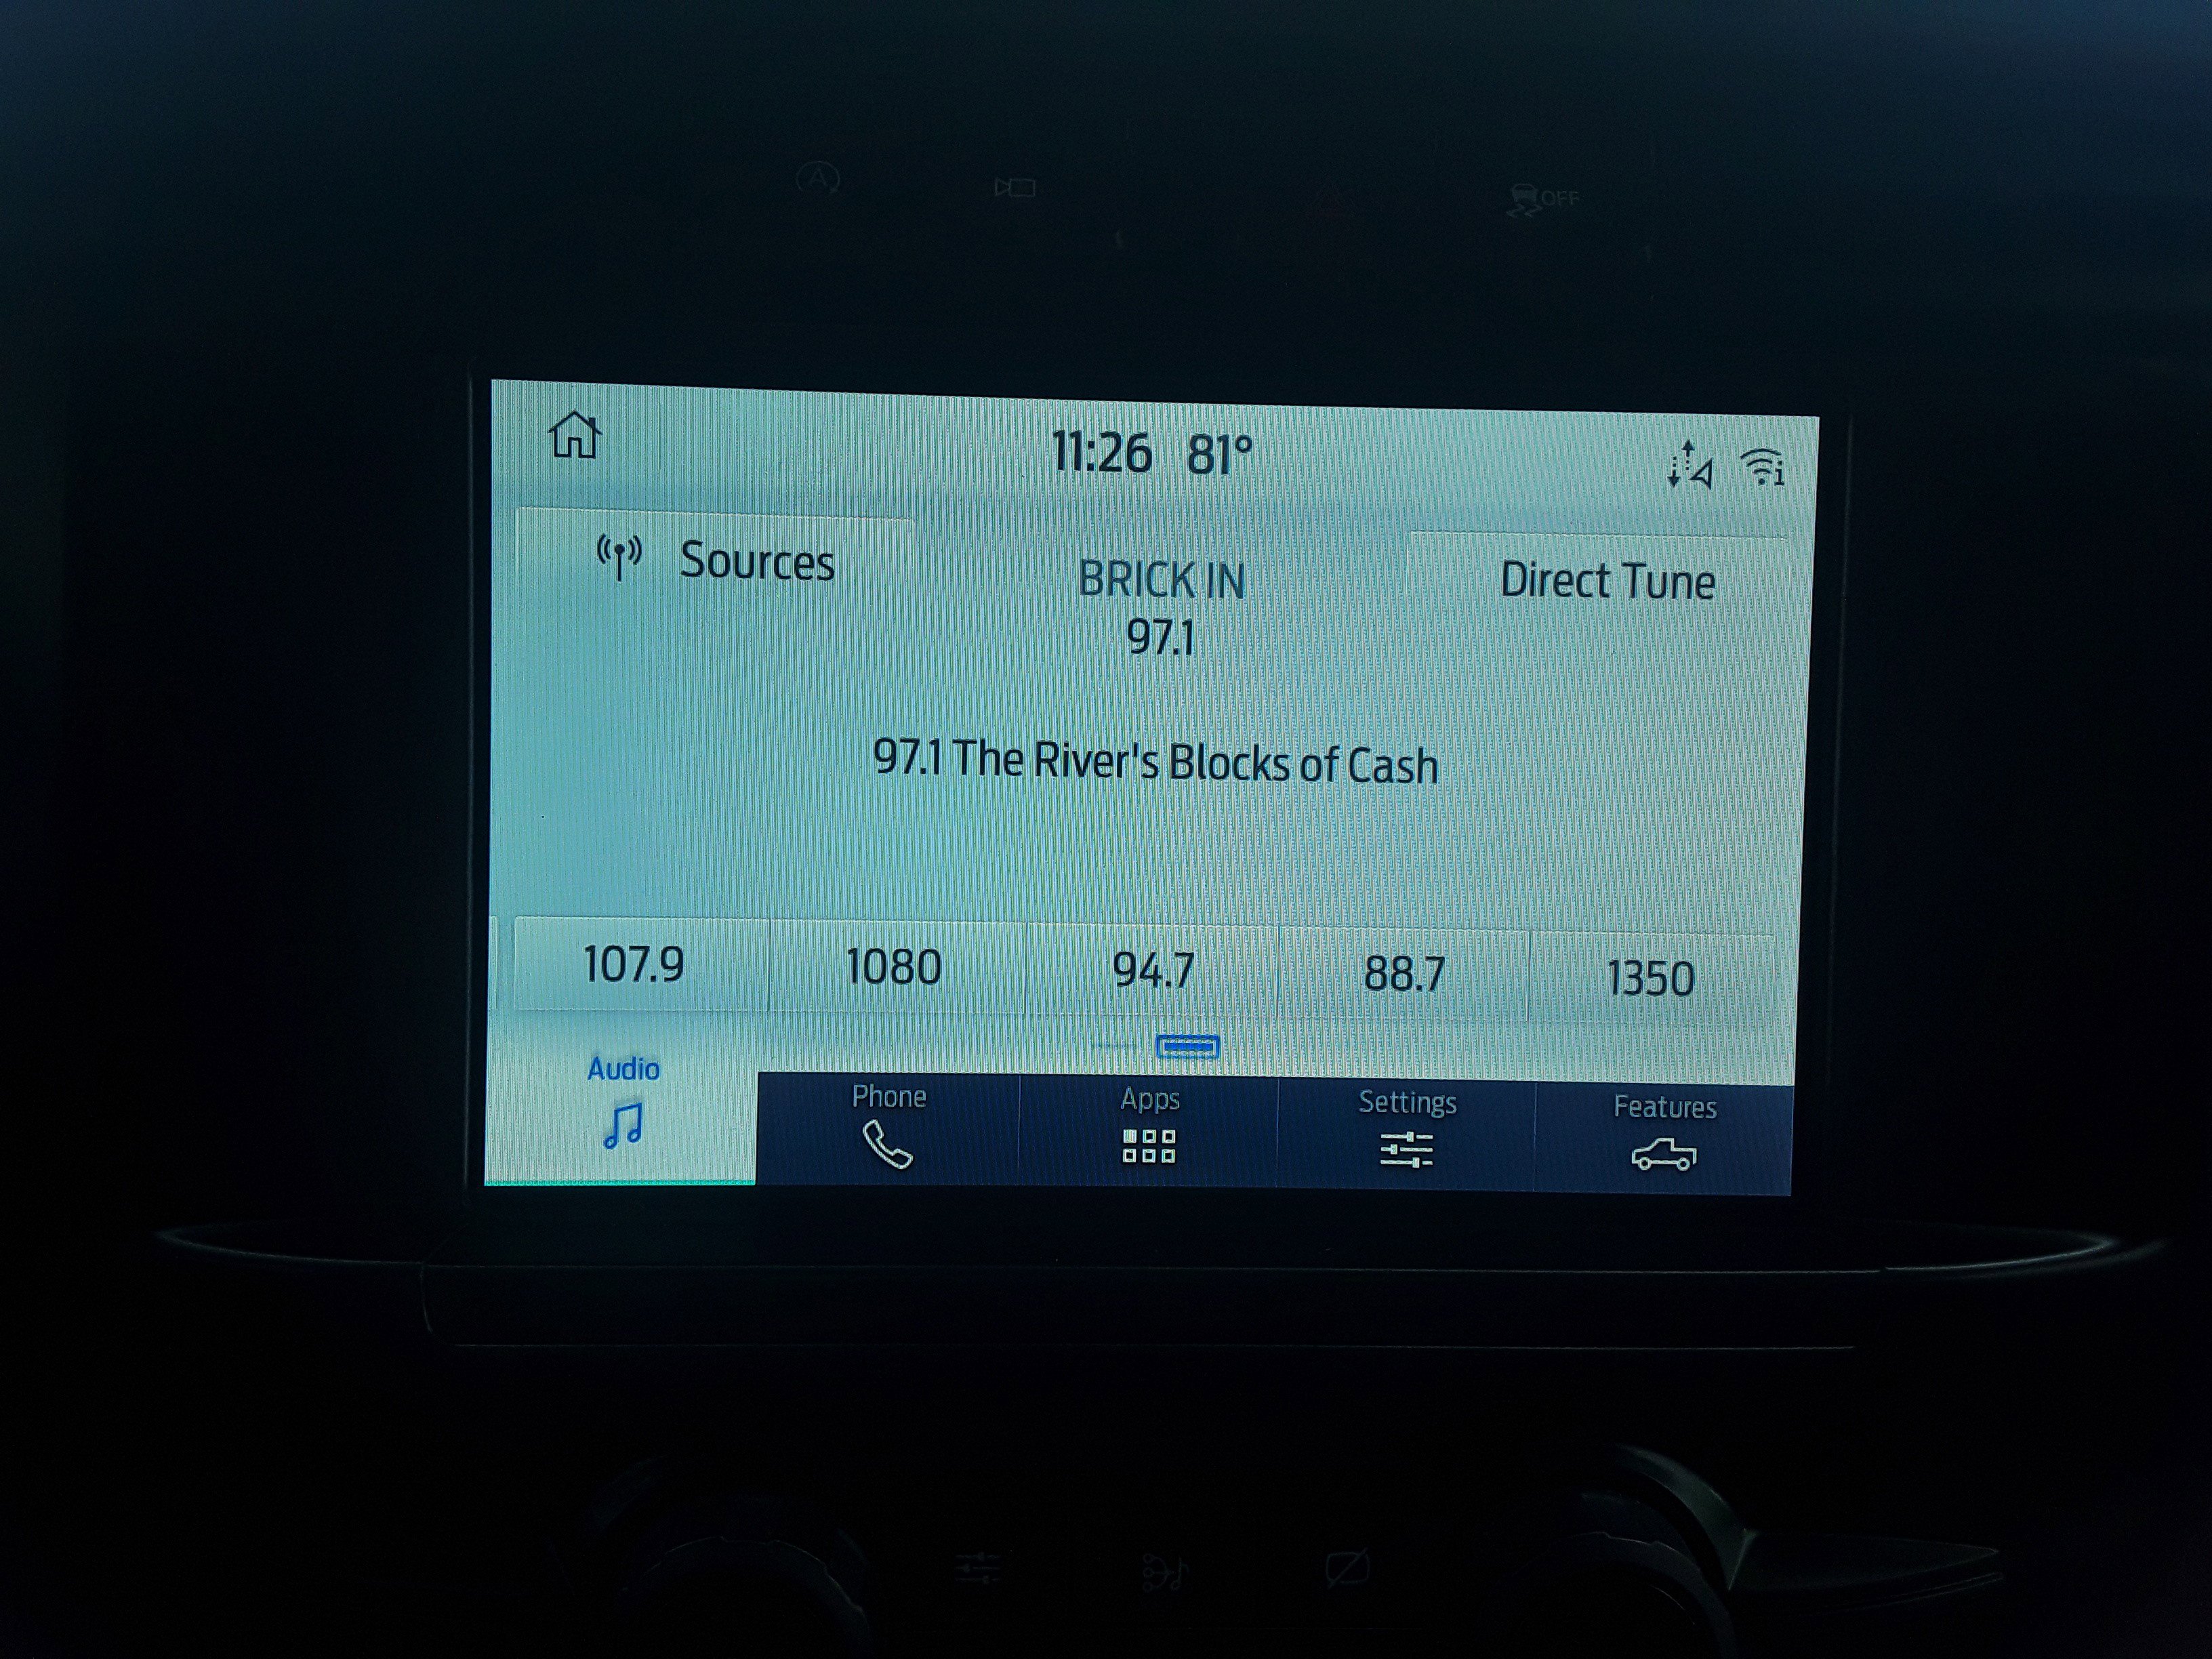 OFF
11:26 81°
Sources
BRICK IN
Direct Tune
97.1
97.1 The River's Blocks of Cash
107.9 1080 94.7 88.7 1350
Audio Phone Apps Settings Features